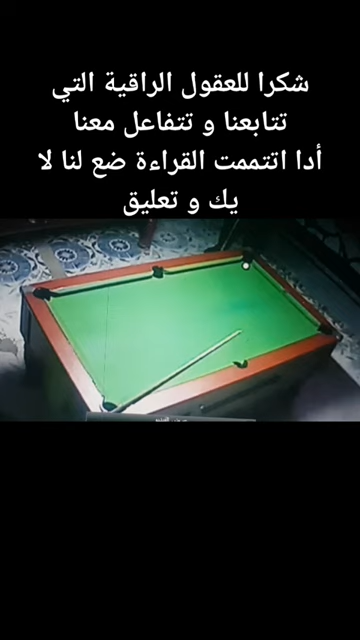 شكرا للعقول الراقية التي
تتابعنا و تتفاعل معنا
أدا اتتممت القراءة ضع لنا لا
يك و تعليق